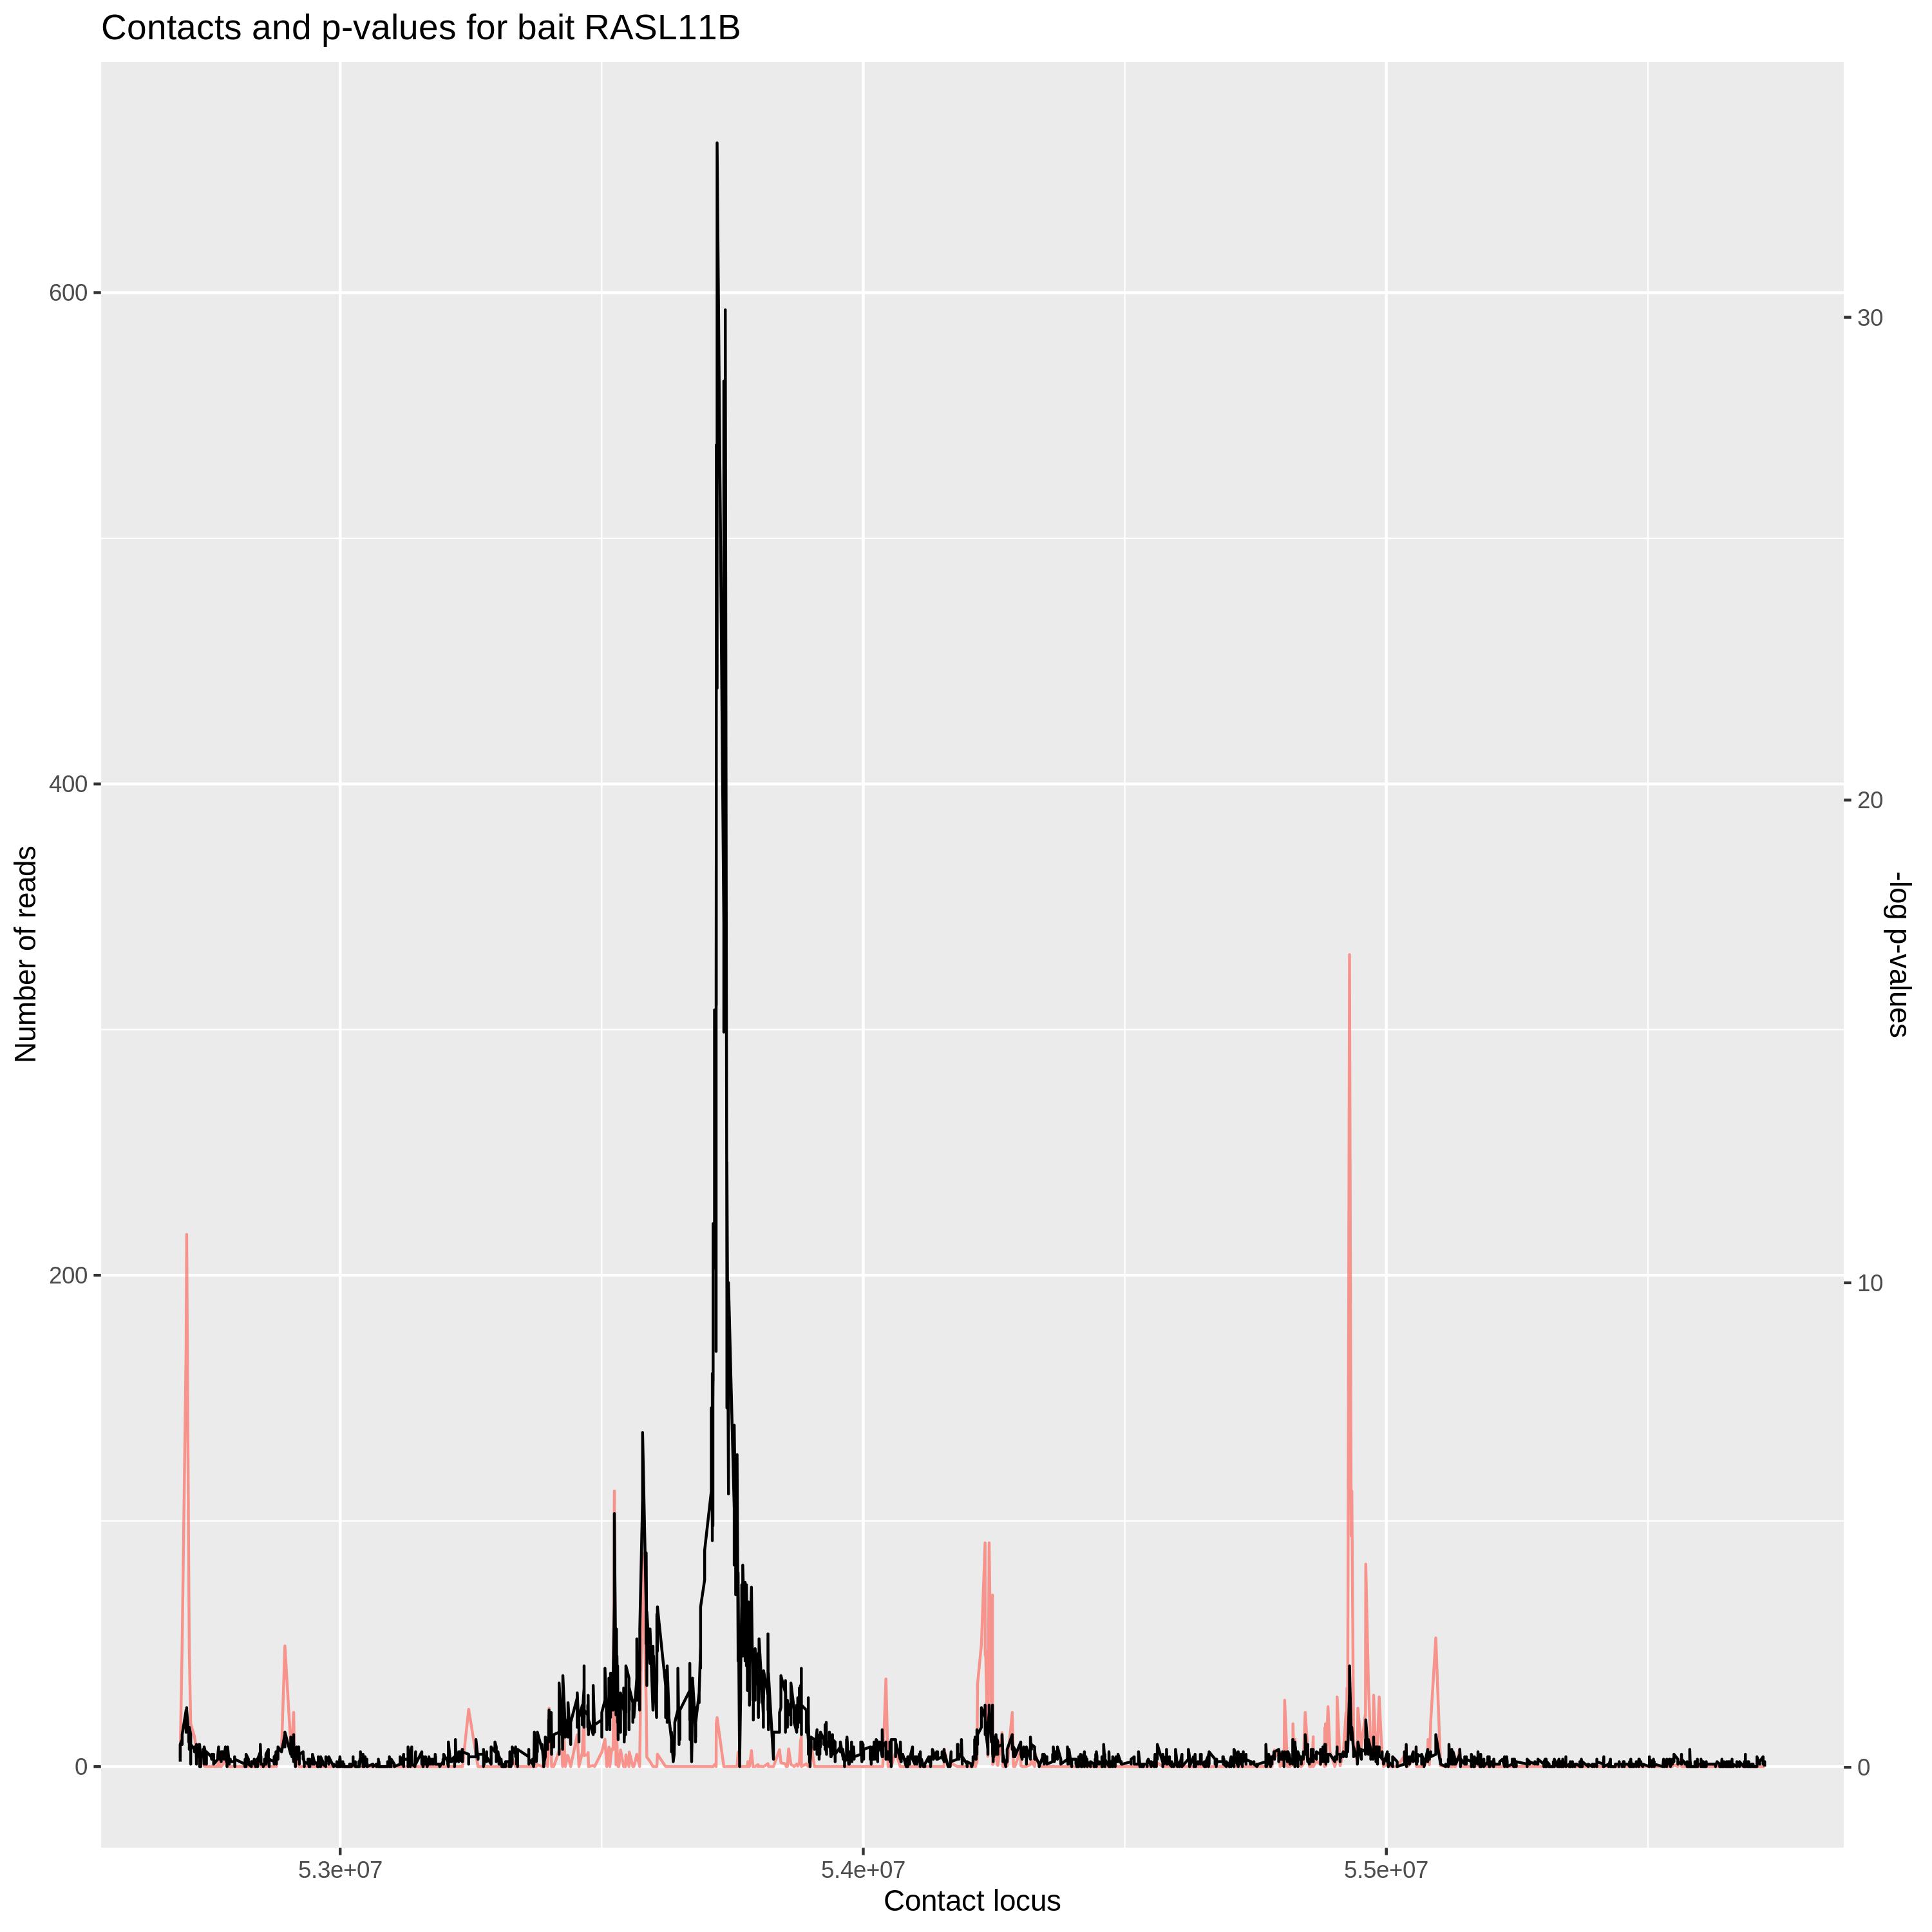 Contacts and p-values for bait RASL11B
600
400
200
0
Number of reads
30
20
10
0
-log p-values
5.3e+07
5.4e+07
5.5e+07
Contact locus